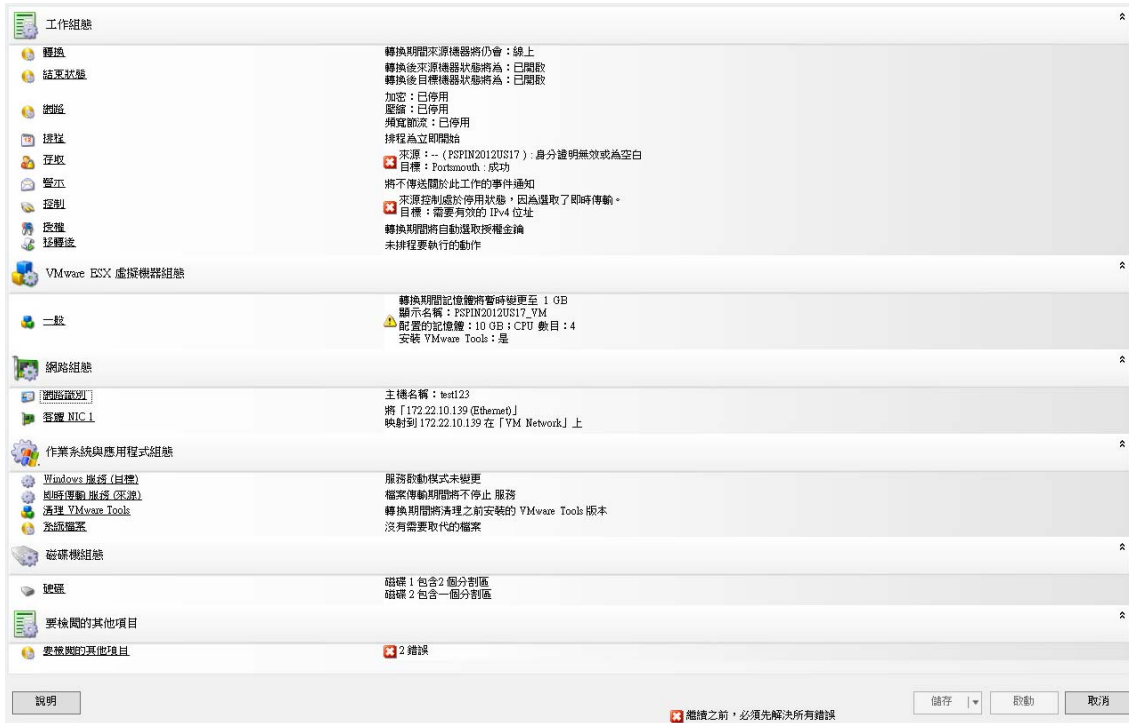 工作組態
轉換
轉換期間來源機器將仍會：線上
結束狀態
轉換後來源機器狀態將為：已開啟
轉換後目標機器狀態將為：已開啟
網路
加密：已停用
壓縮：已停用
頻寬節流：已停用
排程
排程為立即開始
存取
來源：-- ( PSPIN2012US17 ) : 身分證明無效或為空白
目標：Portsmouth : 成功
警示
將不傳送關於此工作的事件通知
控制
來源控制處於停用狀態，因為選取了即時傳輸。
目標：需要有效的 IPv4 位址
授權
轉換期間將自動選取授權金鑰
移轉後
未排程要執行的動作
VMware ESX 虛擬機器組態
一般
轉換期間記憶體將暫時變更至 1 GB
顯示名稱：PSPIN2012US17_VM
配置的記憶體：10 GB；CPU 數目：4
安裝 VMware Tools：是
網路組態
網路識別
主機名稱：test123
客體 NIC 1
將「172.22.10.139 (Ethernet)」
映射到 172.22.10.139 在「VM Network」上
作業系統與應用程式組態
Windows 服務 (目標)
服務啟動模式未變更
即時傳輸 服務 (來源)
檔案傳輸期間將不停止 服務
清理 VMware Tools
轉換期間將清理之前安裝的 VMware Tools 版本
系統檔案
沒有需要取代的檔案
磁碟機組態
硬碟
磁碟 1 包含2 個分割區
磁碟 2 包含一個分割區
要檢閱的其他項目
要檢閱的其他項目
2 錯誤
說明
繼續之前，必須先解決所有錯誤
儲存
啟動
取消